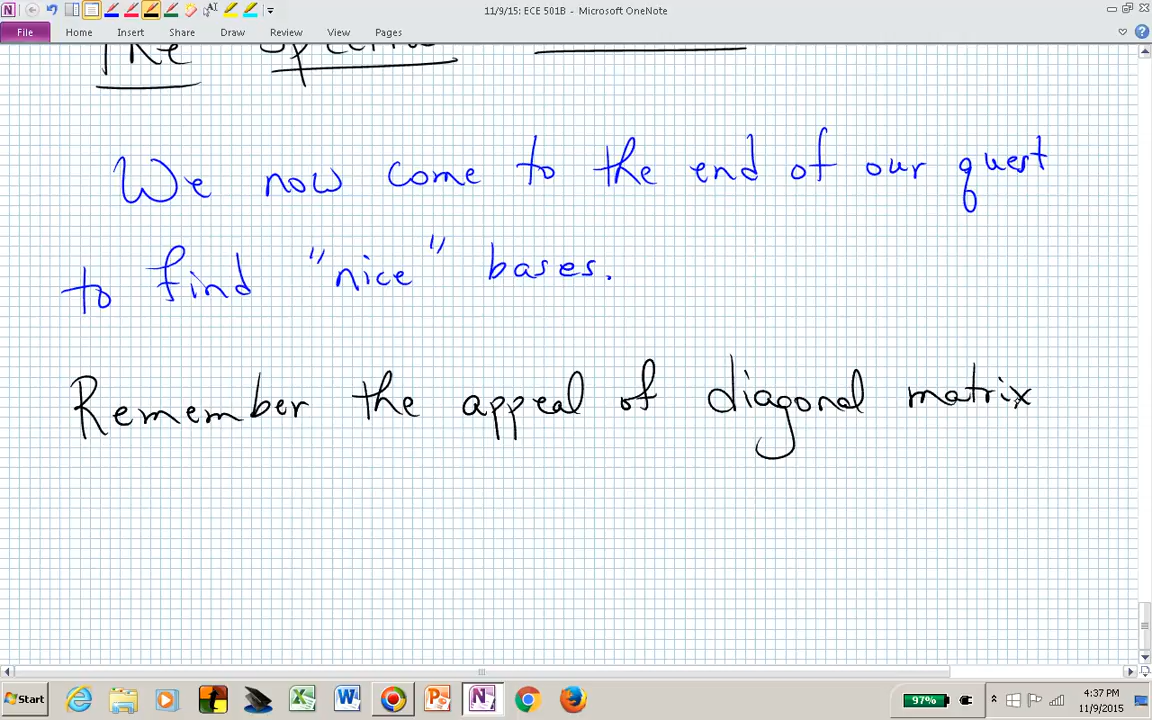 11/9/15: ECE 501B - Microsoft OneNote
File Home Insert Share Draw Review View Pages
The
We now come to the end of our quest
to find "nice" bases.
Remember the appeal of diagonal matrix
Start
97%
4:37 PM
11/9/2015